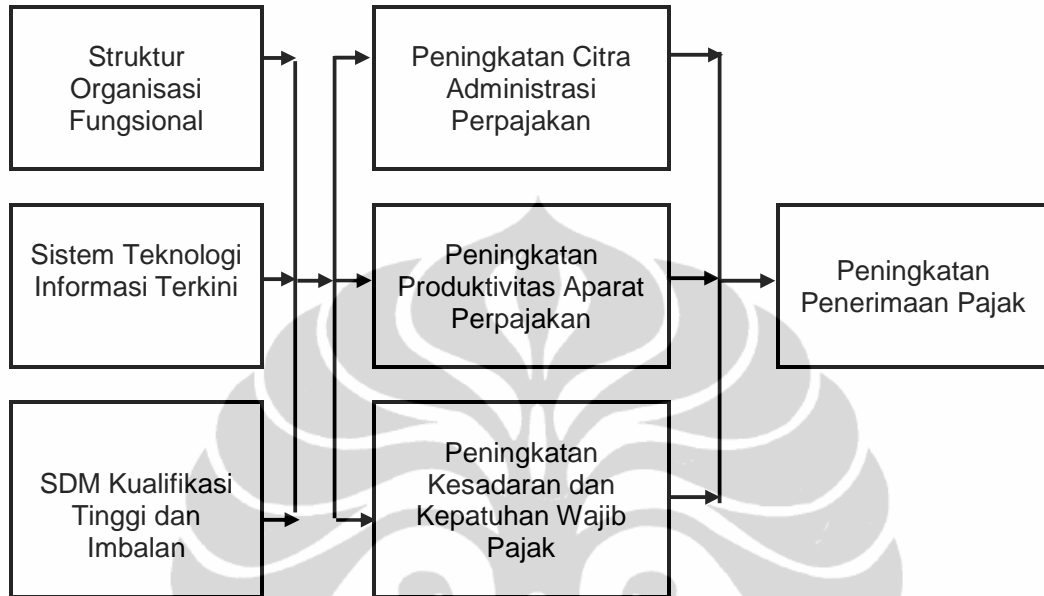 Struktur
Organisasi
Fungsional
Peningkatan Citra
Administrasi
Perpajakan
Sistem Teknologi
Informasi Terkini
Peningkatan
Produktivitas Aparat
Perpajakan
Peningkatan
Penerimaan Pajak
SDM Kualifikasi
Tinggi dan
Imbalan
Peningkatan
Kesadaran dan
Kepatuhan Wajib
Pajak